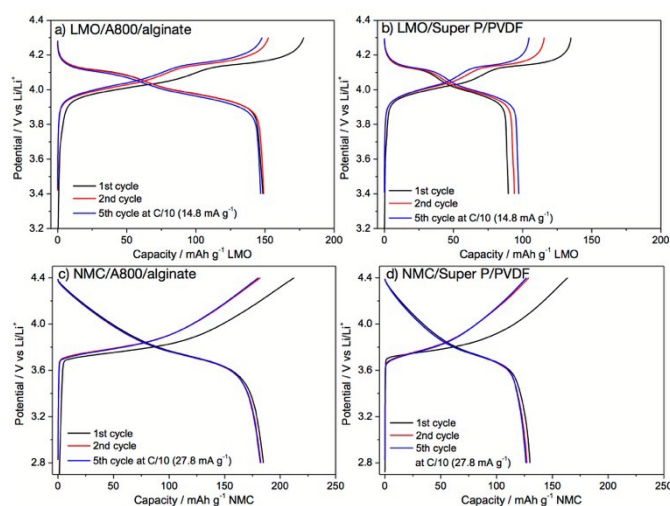 a) LMO/A800/alginate
4.4
4.2
4.0
3.8
3.6
3.4
3.2
Potential / V vs Li/Li⁺
1st cycle
2nd cycle
5th cycle at C/10 (14.8 mA g⁻¹)
0 50 100 150 200
Capacity / mAh g⁻¹ LMO
b) LMO/Super P/PVDF
4.4
4.2
4.0
3.8
3.6
3.4
3.2
Potential / V vs Li/Li⁺
1st cycle
2nd cycle
5th cycle at C/10 (14.8 mA g⁻¹)
0 50 100 150 200
Capacity / mAh g⁻¹ LMO
c) NMC/A800/alginate
4.4
4.0
3.6
3.2
2.8
Potential / V vs Li/Li⁺
1st cycle
2nd cycle
5th cycle at C/10 (27.8 mA g⁻¹)
0 50 100 150 200 250
Capacity / mAh g⁻¹ NMC
d) NMC/Super P/PVDF
4.4
4.0
3.6
3.2
2.8
Potential / V vs Li/Li⁺
1st cycle
2nd cycle
5th cycle
at C/10 (27.8 mA g⁻¹)
0 50 100 150 200 250
Capacity / mAh g⁻¹ NMC